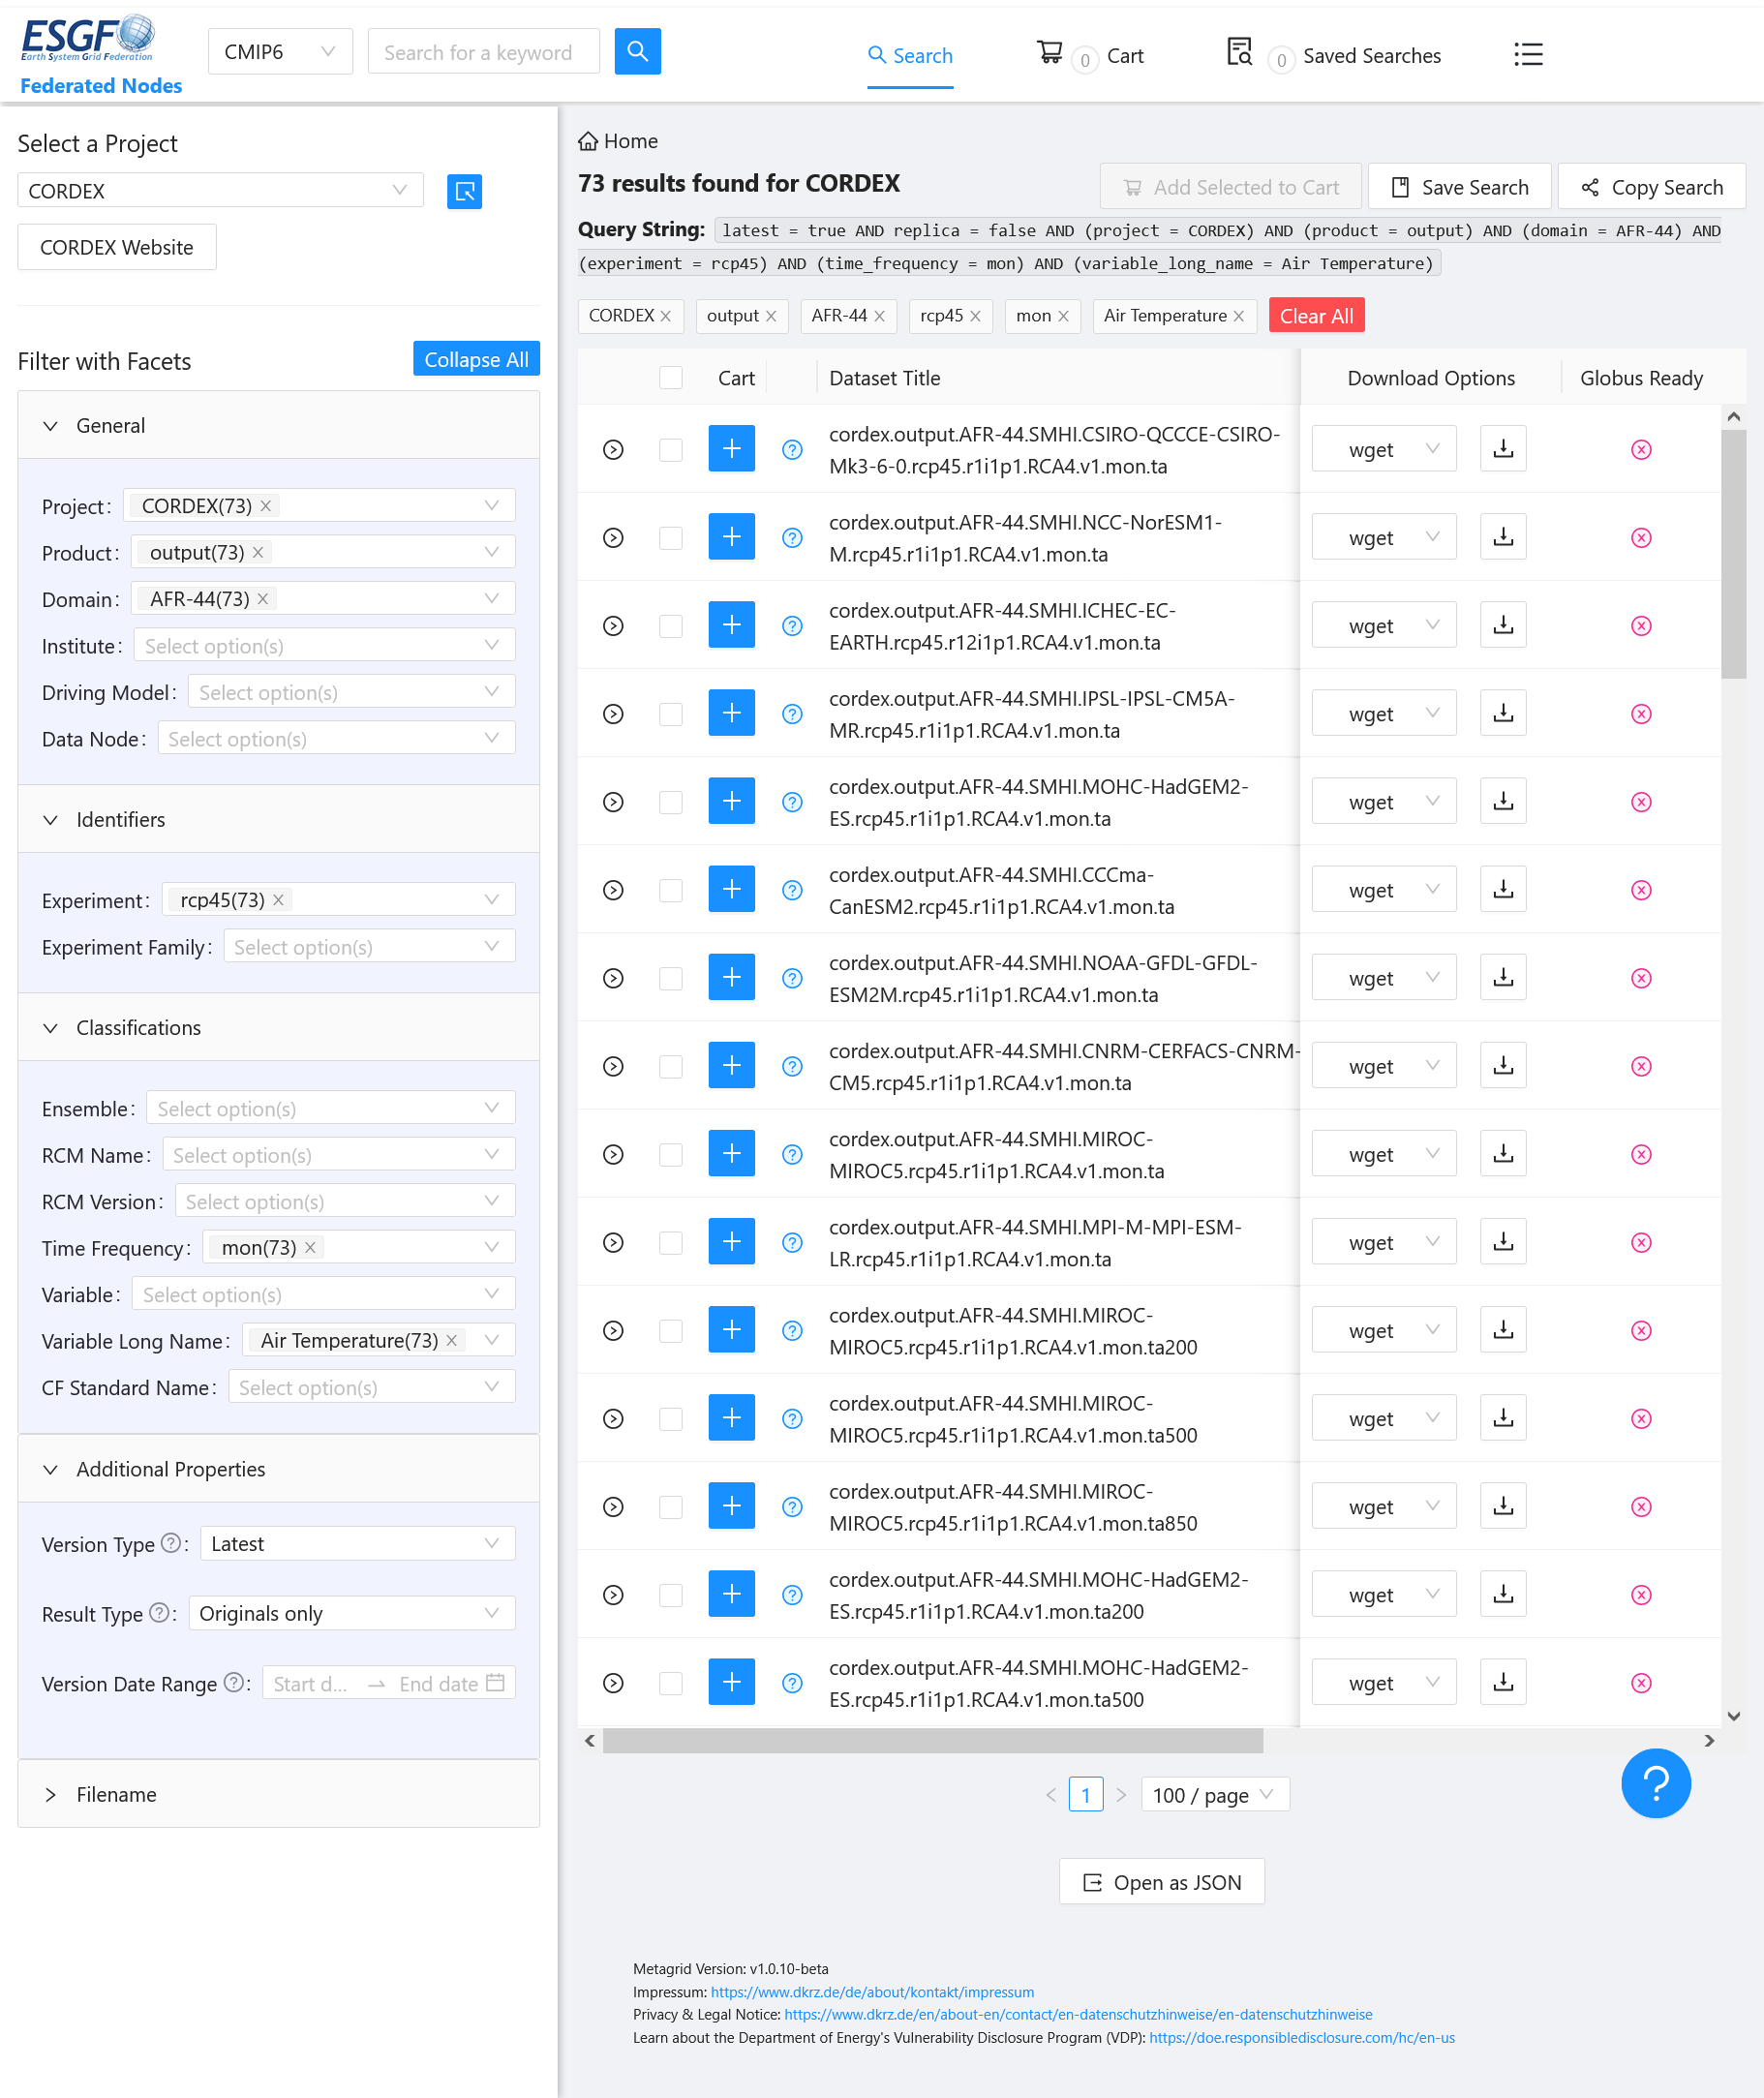 ESGF
Earth System Grid Federation
Federated Nodes
CMIP6
Search for a keyword
Search
0 Cart
0 Saved Searches
Select a Project
CORDEX
CORDEX Website
Filter with Facets
Collapse All
General
Project: CORDEX(73)
Product: output(73)
Domain: AFR-44(73)
Institute: Select option(s)
Driving Model: Select option(s)
Data Node: Select option(s)
Identifiers
Experiment: rcp45(73)
Experiment Family: Select option(s)
Classifications
Ensemble: Select option(s)
RCM Name: Select option(s)
RCM Version: Select option(s)
Time Frequency: mon(73)
Variable: Select option(s)
Variable Long Name: Air Temperature(73)
CF Standard Name: Select option(s)
Additional Properties
Version Type ? : Latest
Result Type ? : Originals only
Version Date Range ? : Start d... → End date
Filename
Home
73 results found for CORDEX
Add Selected to Cart
Save Search
Copy Search
Query String: latest = true AND replica = false AND (project = CORDEX) AND (product = output) AND (domain = AFR-44) AND
(experiment = rcp45) AND (time_frequency = mon) AND (variable_long_name = Air Temperature)
CORDEX output AFR-44 rcp45 mon Air Temperature Clear All
Cart Dataset Title Download Options Globus Ready
cordex.output.AFR-44.SMHI.CSIRO-QCCCE-CSIRO-
Mk3-6-0.rcp45.r1i1p1.RCA4.v1.mon.ta
wget
cordex.output.AFR-44.SMHI.NCC-NorESM1-
M.rcp45.r1i1p1.RCA4.v1.mon.ta
wget
cordex.output.AFR-44.SMHI.ICHEC-EC-
EARTH.rcp45.r12i1p1.RCA4.v1.mon.ta
wget
cordex.output.AFR-44.SMHI.IPSL-IPSL-CM5A-
MR.rcp45.r1i1p1.RCA4.v1.mon.ta
wget
cordex.output.AFR-44.SMHI.MOHC-HadGEM2-
ES.rcp45.r1i1p1.RCA4.v1.mon.ta
wget
cordex.output.AFR-44.SMHI.CCCma-
CanESM2.rcp45.r1i1p1.RCA4.v1.mon.ta
wget
cordex.output.AFR-44.SMHI.NOAA-GFDL-GFDL-
ESM2M.rcp45.r1i1p1.RCA4.v1.mon.ta
wget
cordex.output.AFR-44.SMHI.CNRM-CERFACS-CNRM-
CM5.rcp45.r1i1p1.RCA4.v1.mon.ta
wget
cordex.output.AFR-44.SMHI.MIROC-
MIROC5.rcp45.r1i1p1.RCA4.v1.mon.ta
wget
cordex.output.AFR-44.SMHI.MPI-M-MPI-ESM-
LR.rcp45.r1i1p1.RCA4.v1.mon.ta
wget
cordex.output.AFR-44.SMHI.MIROC-
MIROC5.rcp45.r1i1p1.RCA4.v1.mon.ta200
wget
cordex.output.AFR-44.SMHI.MIROC-
MIROC5.rcp45.r1i1p1.RCA4.v1.mon.ta500
wget
cordex.output.AFR-44.SMHI.MIROC-
MIROC5.rcp45.r1i1p1.RCA4.v1.mon.ta850
wget
cordex.output.AFR-44.SMHI.MOHC-HadGEM2-
ES.rcp45.r1i1p1.RCA4.v1.mon.ta200
wget
cordex.output.AFR-44.SMHI.MOHC-HadGEM2-
ES.rcp45.r1i1p1.RCA4.v1.mon.ta500
wget
1
100 / page
?
Open as JSON
Metagrid Version: v1.0.10-beta
Impressum: https://www.dkrz.de/de/about/kontakt/impressum
Privacy & Legal Notice: https://www.dkrz.de/en/about-en/contact/en-datenschutzhinweise/en-datenschutzhinweise
Learn about the Department of Energy's Vulnerability Disclosure Program (VDP): https://doe.responsibledisclosure.com/hc/en-us